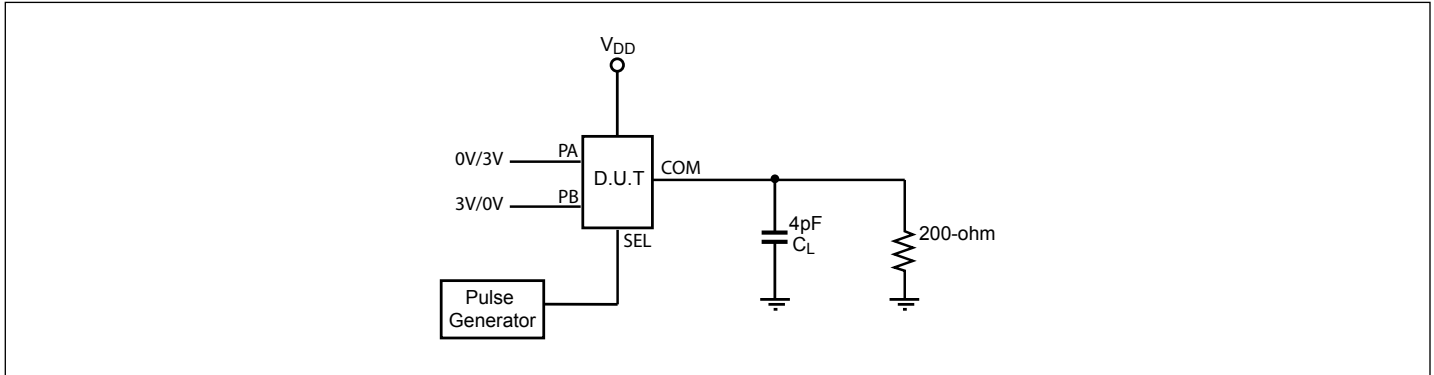 VDD
0V/3V
PA
D.U.T
COM
3V/0V
PB
SEL
4pF
CL
200-ohm
Pulse
Generator